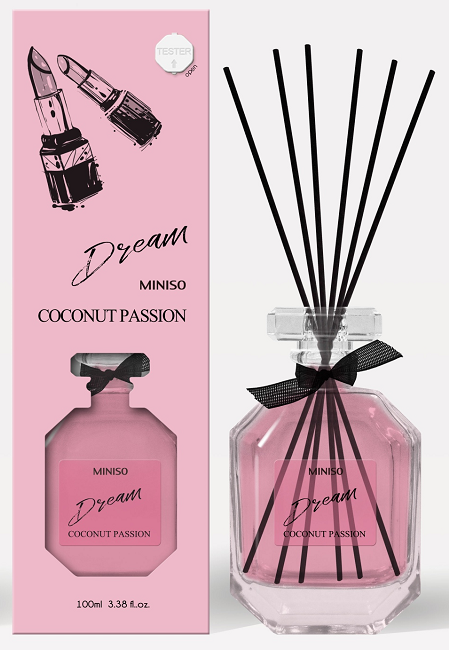 TESTER
open
Dream
MINISO
COCONUT PASSION
MINISO
Dream
COCONUT PASSION
100ml 3.38 fl.oz.
MINISO
Dream
COCONUT PASSION